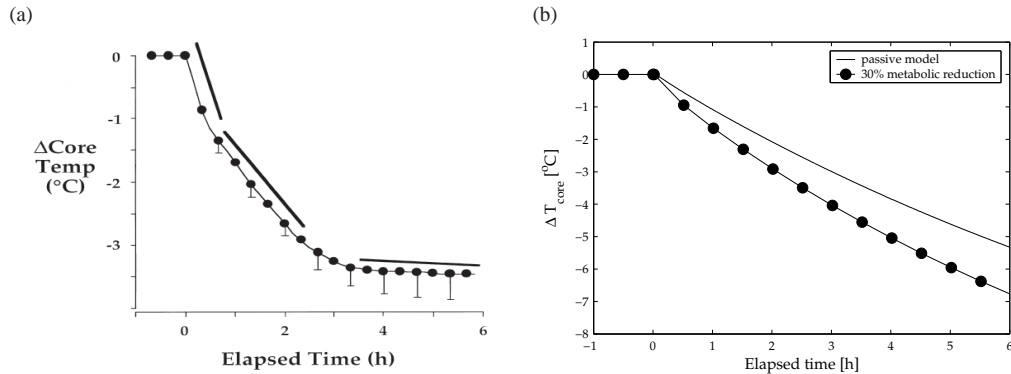 (a)
0
-1
-2
-3
ΔCore
Temp
(°C)
0
2
4
6
Elapsed Time (h)
(b)
1
0
−1
−2
−3
−4
−5
−6
−7
−8
Δ T_core [°C]
passive model
30% metabolic reduction
−1
0
1
2
3
4
5
6
Elapsed time [h]